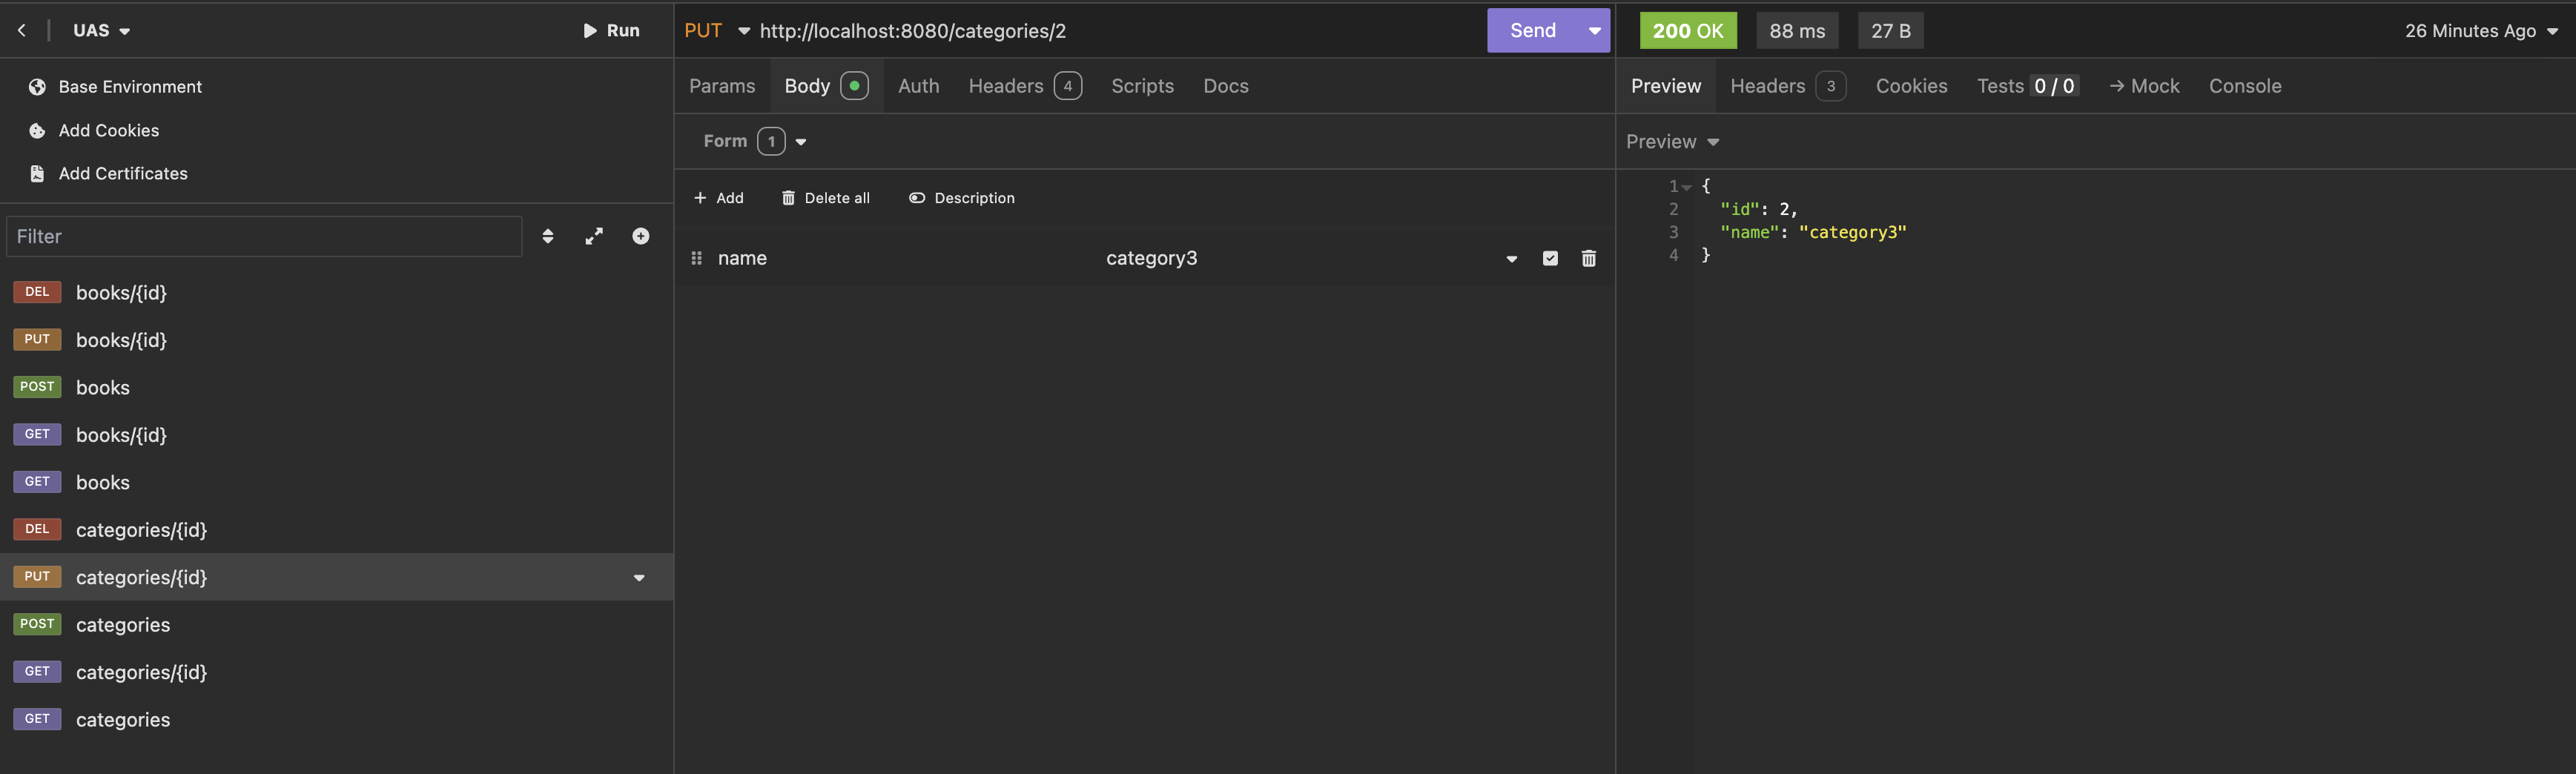 UAS
Run
Base Environment
Add Cookies
Add Certificates
Filter
DEL books/{id}
PUT books/{id}
POST books
GET books/{id}
GET books
DEL categories/{id}
PUT categories/{id}
POST categories
GET categories/{id}
GET categories
PUT http://localhost:8080/categories/2
Send
Params Body Auth Headers 4 Scripts Docs
Form 1
Add Delete all Description
name category3
200 OK 88 ms 27 B 26 Minutes Ago
Preview Headers 3 Cookies Tests 0 / 0 → Mock Console
Preview
1 {
2 "id": 2,
3 "name": "category3"
4 }